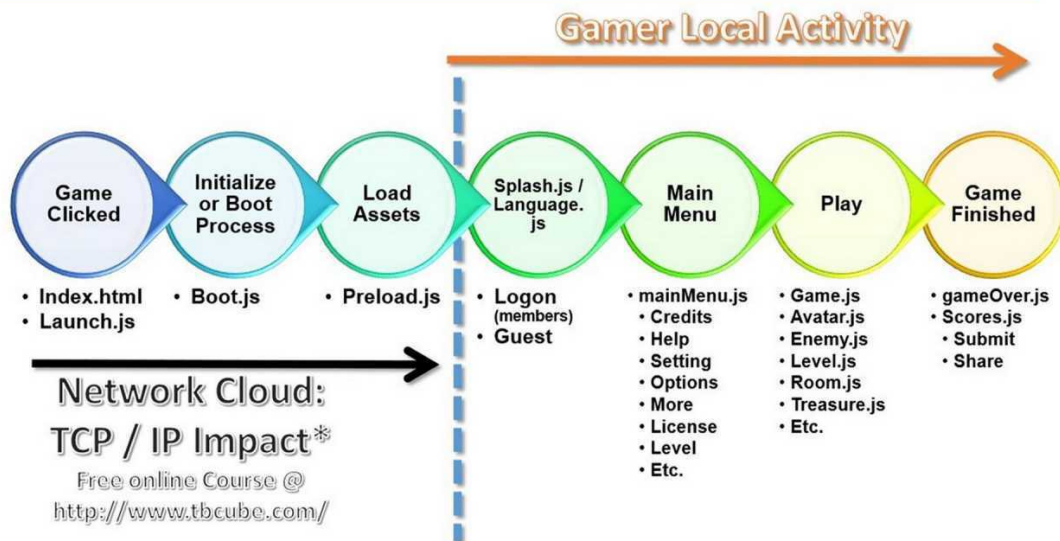 Gamer Local Activity
Game
Clicked
Initialize
or Boot
Process
Load
Assets
Splash.js /
Language.
js
Main
Menu
Play
Game
Finished
• Index.html
• Launch.js
• Boot.js
• Preload.js
• Logon
(members)
• Guest
•mainMenu.js
• Credits
• Help
• Setting
• Options
• More
• License
• Level
• Etc.
• Game.js
• Avatar.js
• Enemy.js
• Level.js
• Room.js
• Treasure.js
• Etc.
• gameOver.js
•Scores.js
• Submit
• Share
Network Cloud:
TCP / IP Impact*
Free online Course @
http://www.tbcube.com/